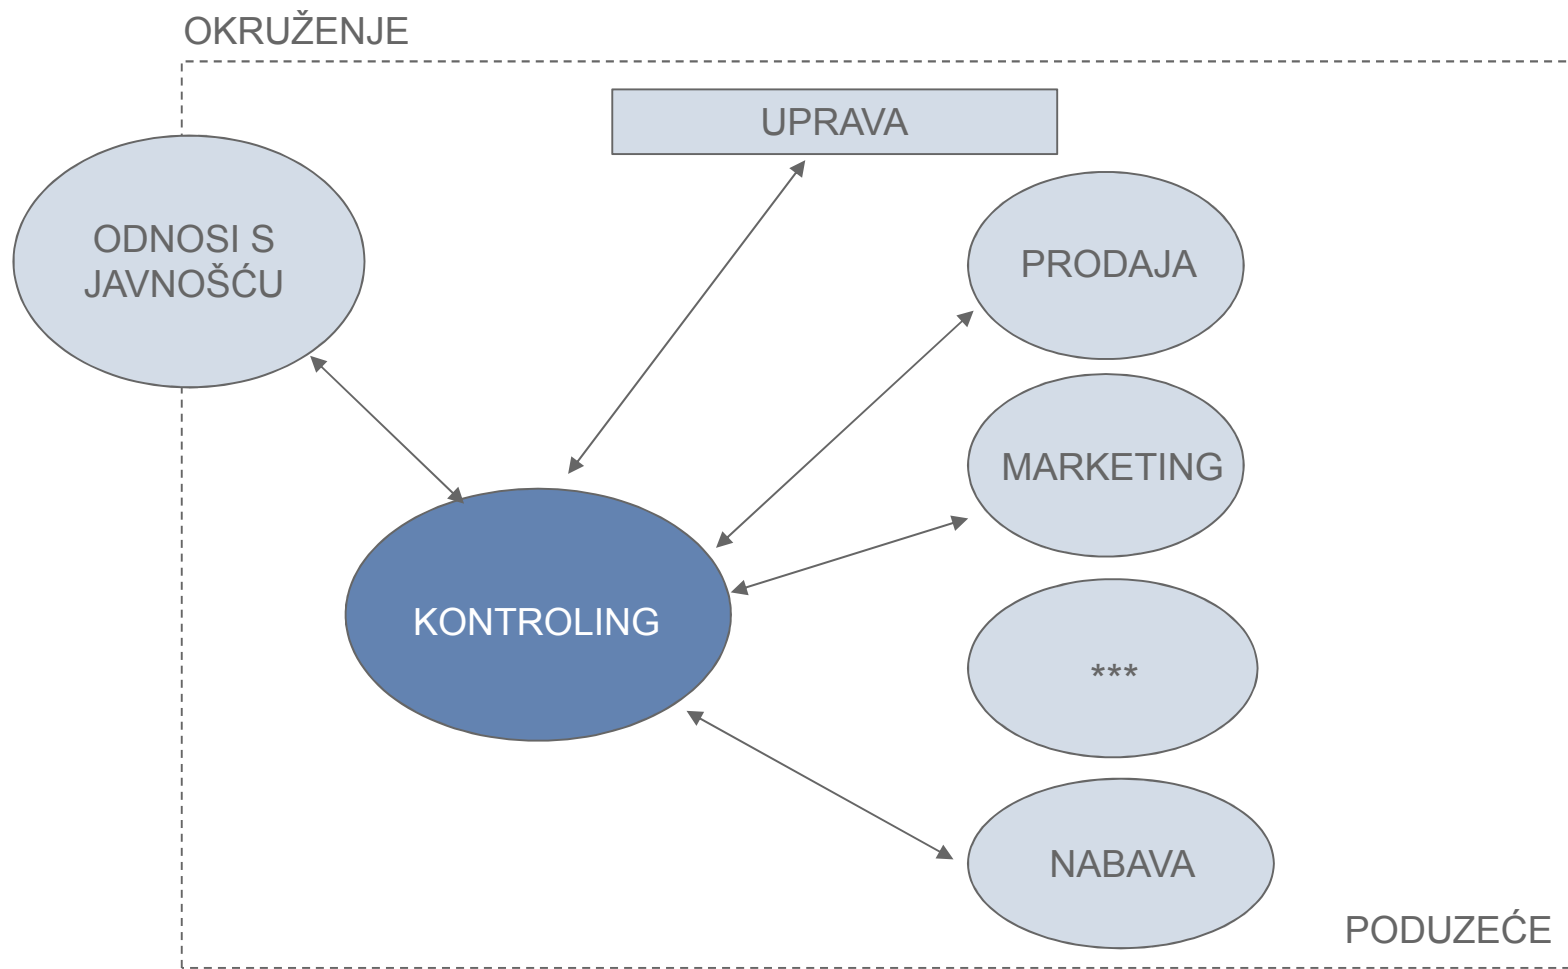 OKRUŽENJE
UPRAVA
ODNOSI S
JAVNOŠĆU
PRODAJA
MARKETING
KONTROLING
***
NABAVA
PODUZEĆE